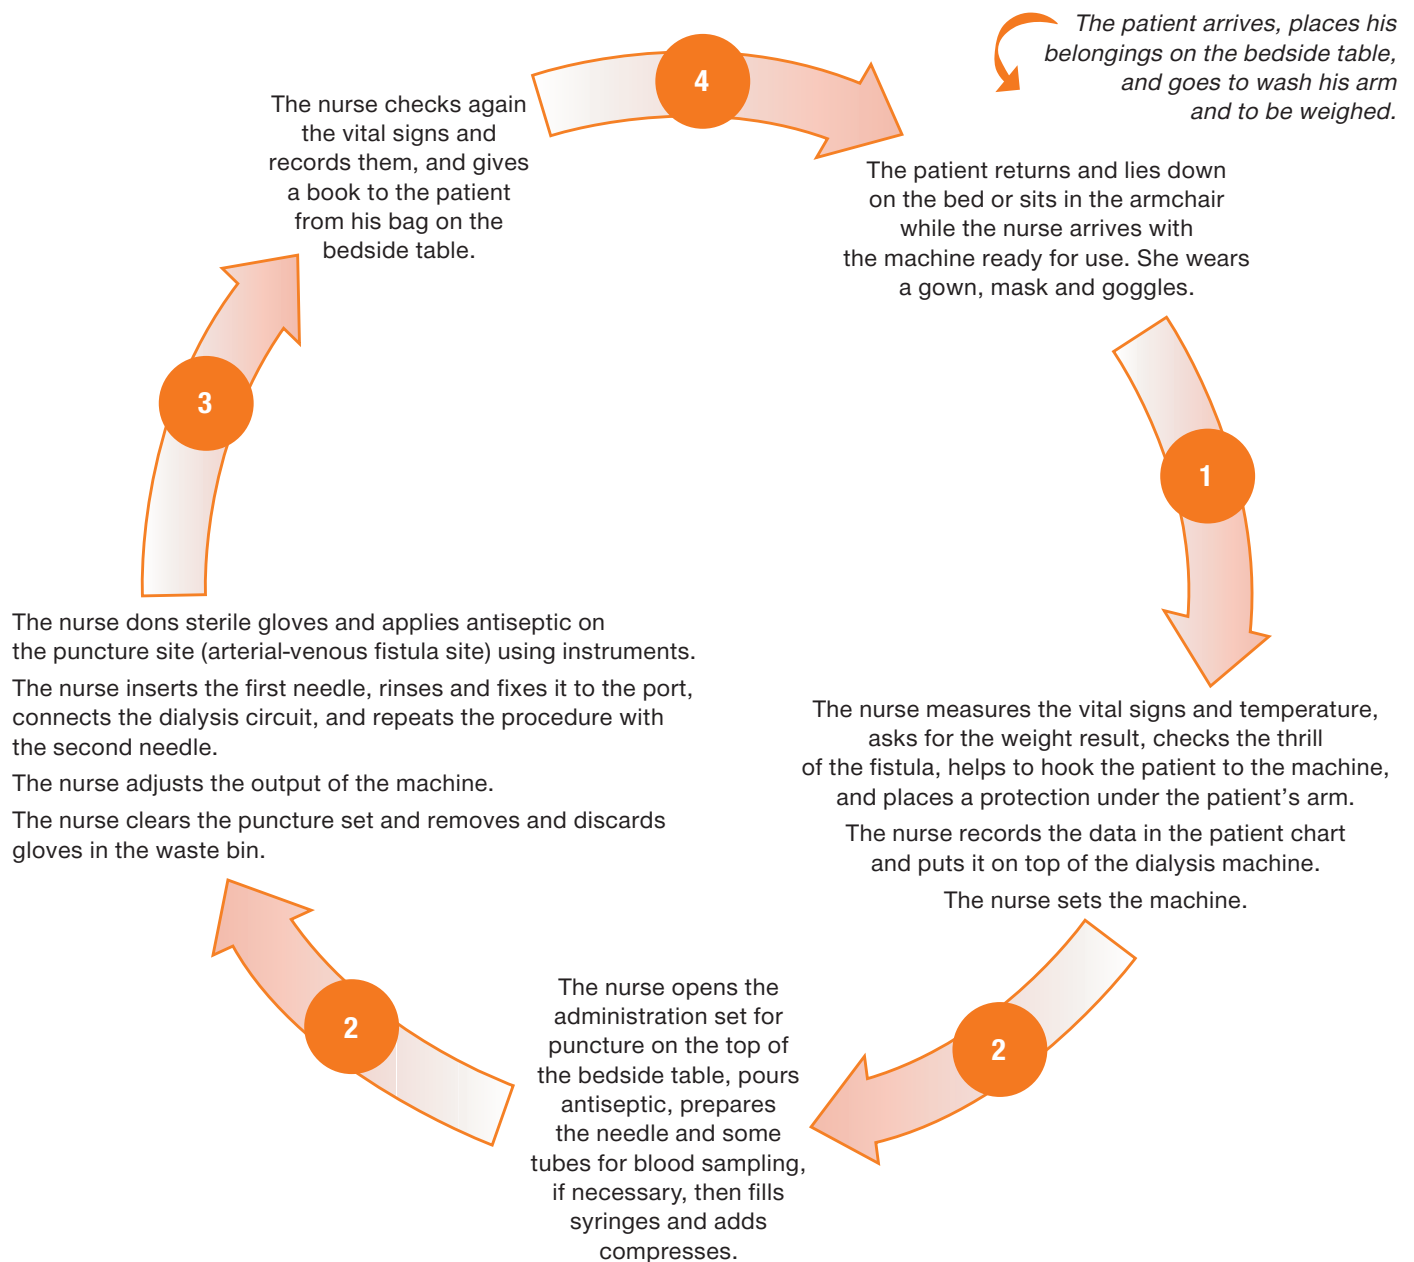 The patient arrives, places his
belongings on the bedside table,
and goes to wash his arm
and to be weighed.
The patient returns and lies down
on the bed or sits in the armchair
while the nurse arrives with
the machine ready for use. She wears
a gown, mask and goggles.
1
The nurse measures the vital signs and temperature,
asks for the weight result, checks the thrill
of the fistula, helps to hook the patient to the machine,
and places a protection under the patient’s arm.
The nurse records the data in the patient chart
and puts it on top of the dialysis machine.
The nurse sets the machine.
2
The nurse opens the
administration set for
puncture on the top of
the bedside table, pours
antiseptic, prepares
the needle and some
tubes for blood sampling,
if necessary, then fills
syringes and adds
compresses.
2
The nurse dons sterile gloves and applies antiseptic on
the puncture site (arterial-venous fistula site) using instruments.
The nurse inserts the first needle, rinses and fixes it to the port,
connects the dialysis circuit, and repeats the procedure with
the second needle.
The nurse adjusts the output of the machine.
The nurse clears the puncture set and removes and discards
gloves in the waste bin.
3
The nurse checks again
the vital signs and
records them, and gives
a book to the patient
from his bag on the
bedside table.
4